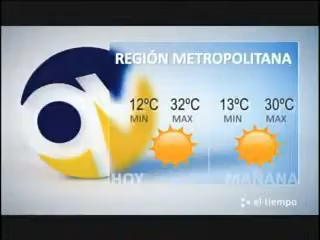 REGIÓN METROPOLITANA
12ºC 32ºC 13ºC 30ºC
MIN MAX MIN MAX
HOY MAÑANA
el tiempo